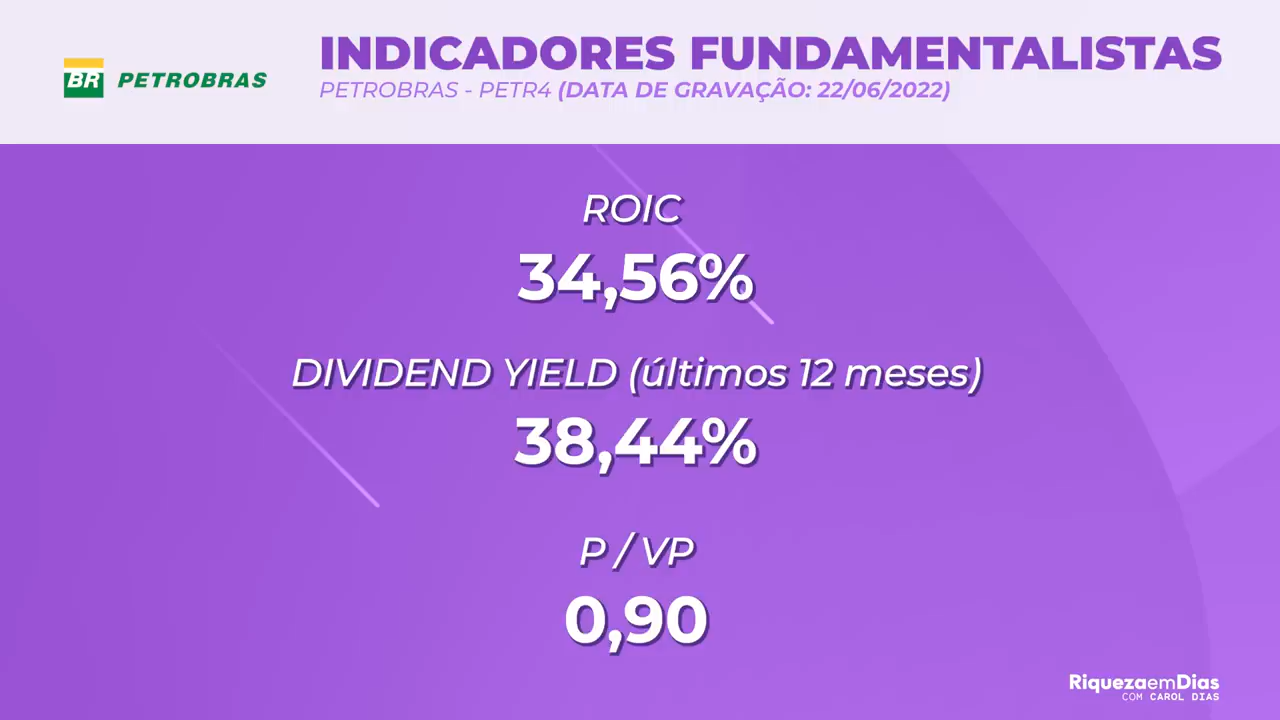 BR PETROBRAS
INDICADORES FUNDAMENTALISTAS
PETROBRAS - PETR4 (DATA DE GRAVAÇÃO: 22/06/2022)
ROIC
34,56%
DIVIDEND YIELD (últimos 12 meses)
38,44%
P / VP
0,90
RiquezaemDias
COM CAROL DIAS